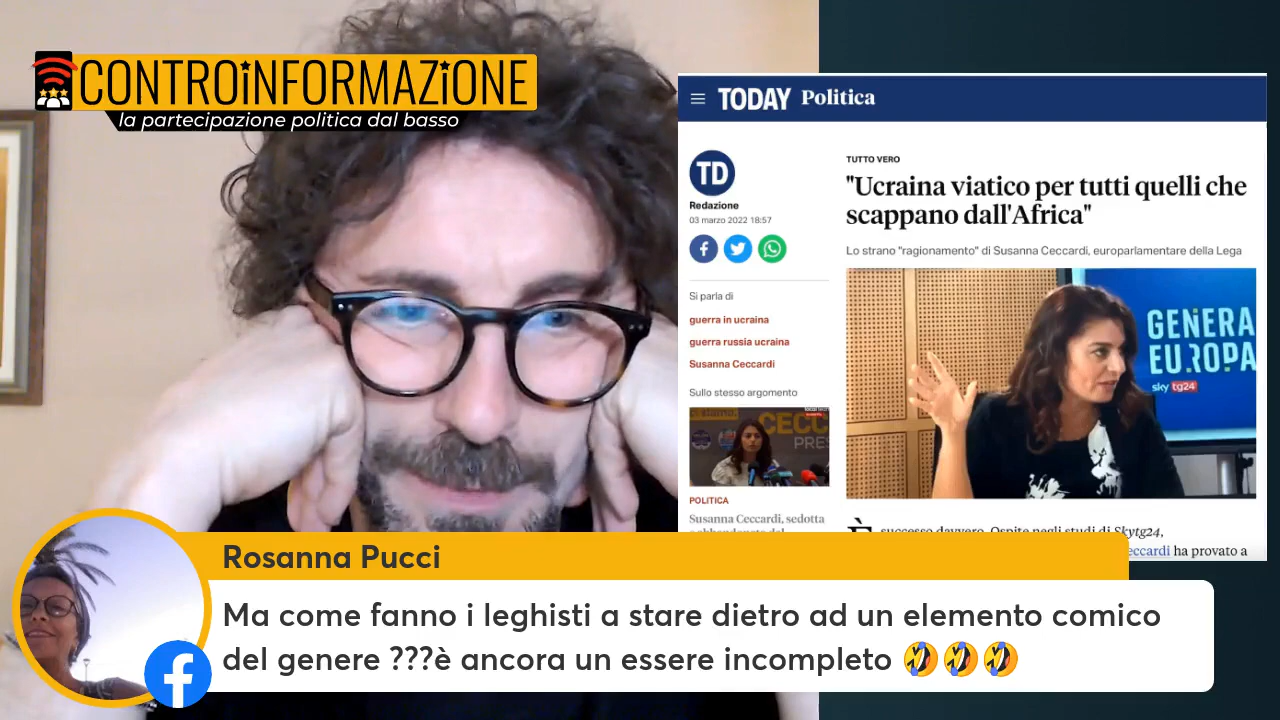 CONTROiNFORMAZiONE
la partecipazione politica dal basso
TODAY Politica
TD
Redazione
03 marzo 2022 18:57
Si parla di
guerra in ucraina
guerra russia ucraina
Susanna Ceccardi
Sullo stesso argomento
CECC
PRES
POLITICA
Susanna Ceccardi, sedotta
TUTTO VERO
"Ucraina viatico per tutti quelli che
scappano dall'Africa"
Lo strano "ragionamento" di Susanna Ceccardi, europarlamentare della Lega
GENERA
EUROPA
sky tg24
È successo davvero. Ospite negli studi di Skytg24,
eccardi ha provato a
Rosanna Pucci
Ma come fanno i leghisti a stare dietro ad un elemento comico
del genere ???è ancora un essere incompleto 🤣🤣🤣